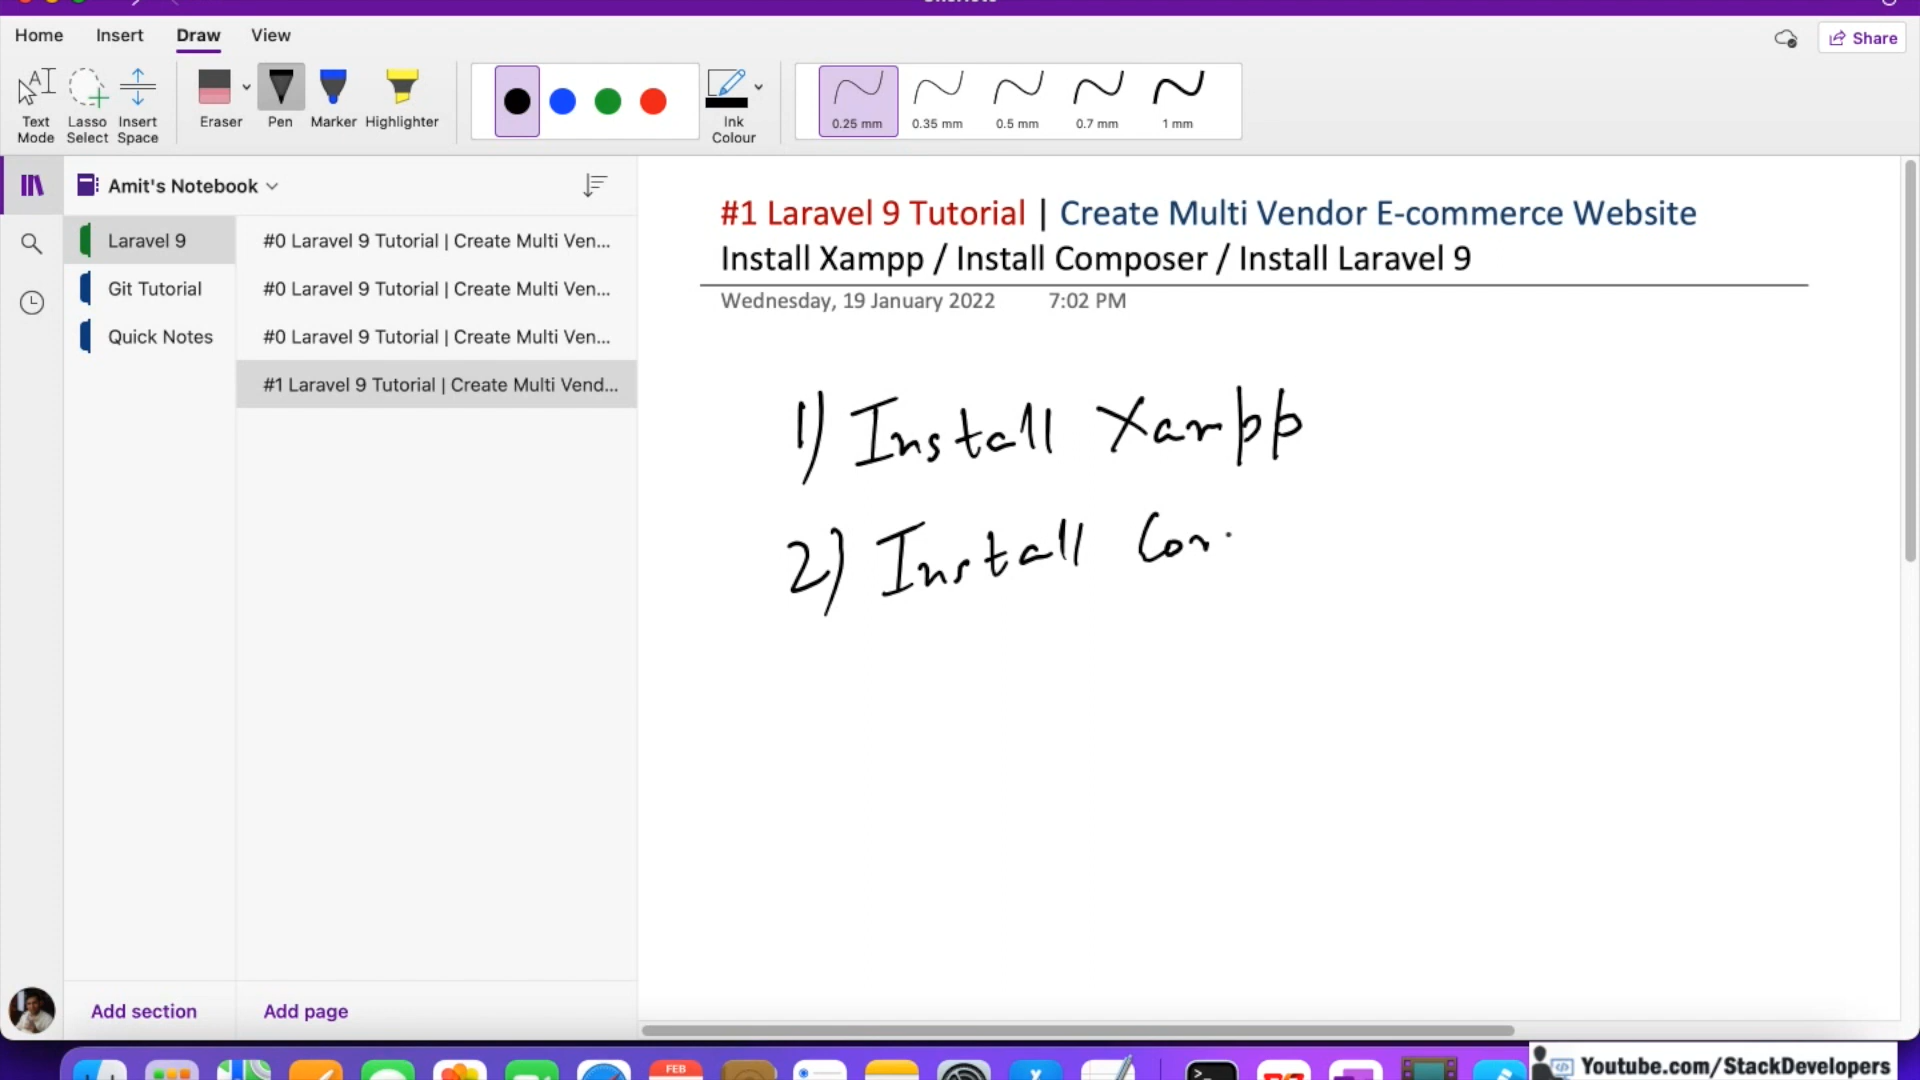 Home Insert Draw View
Share
Text Mode
Lasso Select
Insert Space
Eraser
Pen
Marker
Highlighter
Ink Colour
0.25 mm
0.35 mm
0.5 mm
0.7 mm
1 mm
Amit's Notebook
Laravel 9
Git Tutorial
Quick Notes
#0 Laravel 9 Tutorial | Create Multi Ven...
#0 Laravel 9 Tutorial | Create Multi Ven...
#0 Laravel 9 Tutorial | Create Multi Ven...
#1 Laravel 9 Tutorial | Create Multi Vend...
#1 Laravel 9 Tutorial | Create Multi Vendor E-commerce Website
Install Xampp / Install Composer / Install Laravel 9
Wednesday, 19 January 2022 7:02 PM
1) Install Xampp
2) Install Com
Add section
Add page
FEB
Youtube.com/StackDevelopers